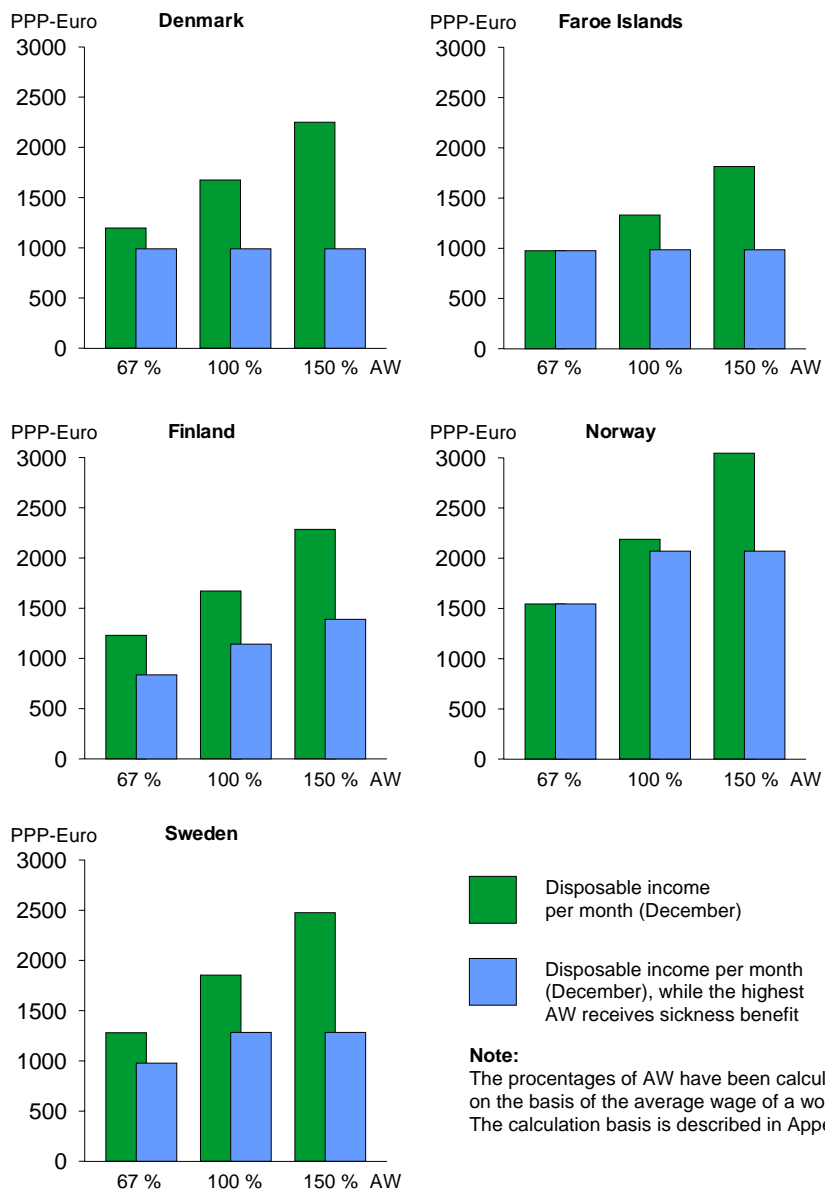 PPP-Euro Denmark
3000
2500
2000
1500
1000
500
0
67 % 100 % 150 % AW
PPP-Euro Faroe Islands
3000
2500
2000
1500
1000
500
0
67 % 100 % 150 % AW
PPP-Euro Finland
3000
2500
2000
1500
1000
500
0
67 % 100 % 150 % AW
PPP-Euro Norway
3000
2500
2000
1500
1000
500
0
67 % 100 % 150 % AW
PPP-Euro Sweden
3000
2500
2000
1500
1000
500
0
67 % 100 % 150 % AW
Disposable income
per month (December)
Disposable income per month
(December), while the highest
AW receives sickness benefit
Note:
The procentages of AW have been calcul
on the basis of the average wage of a wo
The calculation basis is described in Appe